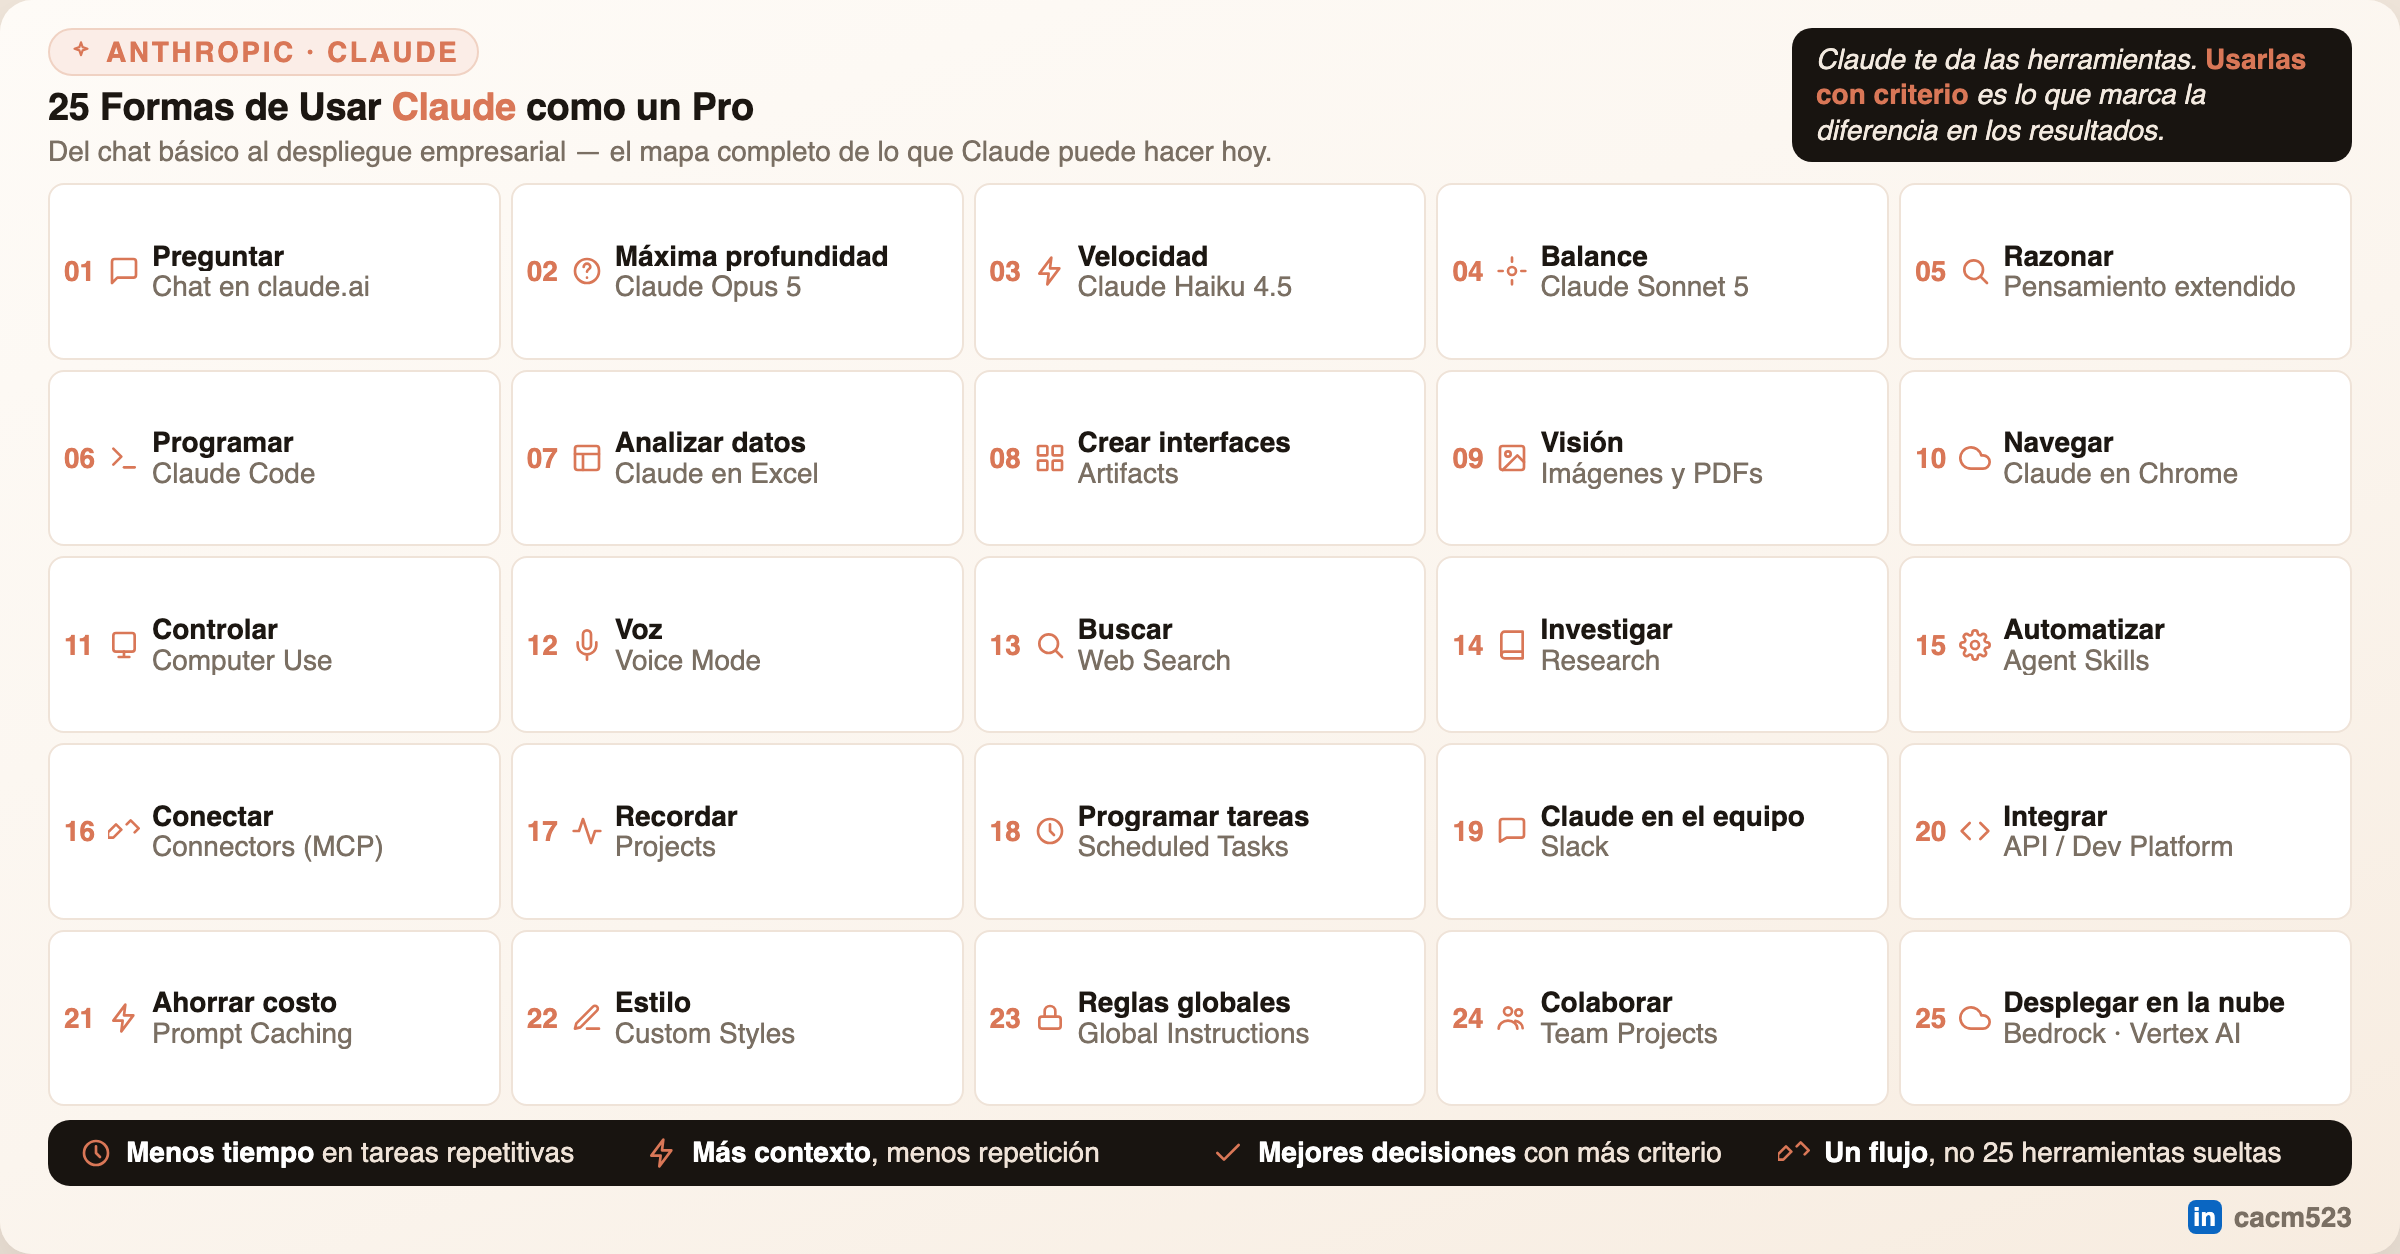 ANTHROPIC · CLAUDE
25 Formas de Usar Claude como un Pro
Del chat básico al despliegue empresarial — el mapa completo de lo que Claude puede hacer hoy.
Claude te da las herramientas. Usarlas
con criterio es lo que marca la
diferencia en los resultados.
01 Preguntar
Chat en claude.ai
02 Máxima profundidad
Claude Opus 5
03 Velocidad
Claude Haiku 4.5
04 Balance
Claude Sonnet 5
05 Razonar
Pensamiento extendido
06 Programar
Claude Code
07 Analizar datos
Claude en Excel
08 Crear interfaces
Artifacts
09 Visión
Imágenes y PDFs
10 Navegar
Claude en Chrome
11 Controlar
Computer Use
12 Voz
Voice Mode
13 Buscar
Web Search
14 Investigar
Research
15 Automatizar
Agent Skills
16 Conectar
Connectors (MCP)
17 Recordar
Projects
18 Programar tareas
Scheduled Tasks
19 Claude en el equipo
Slack
20 Integrar
API / Dev Platform
21 Ahorrar costo
Prompt Caching
22 Estilo
Custom Styles
23 Reglas globales
Global Instructions
24 Colaborar
Team Projects
25 Desplegar en la nube
Bedrock · Vertex AI
Menos tiempo en tareas repetitivas
Más contexto, menos repetición
Mejores decisiones con más criterio
Un flujo, no 25 herramientas sueltas
in cacm523